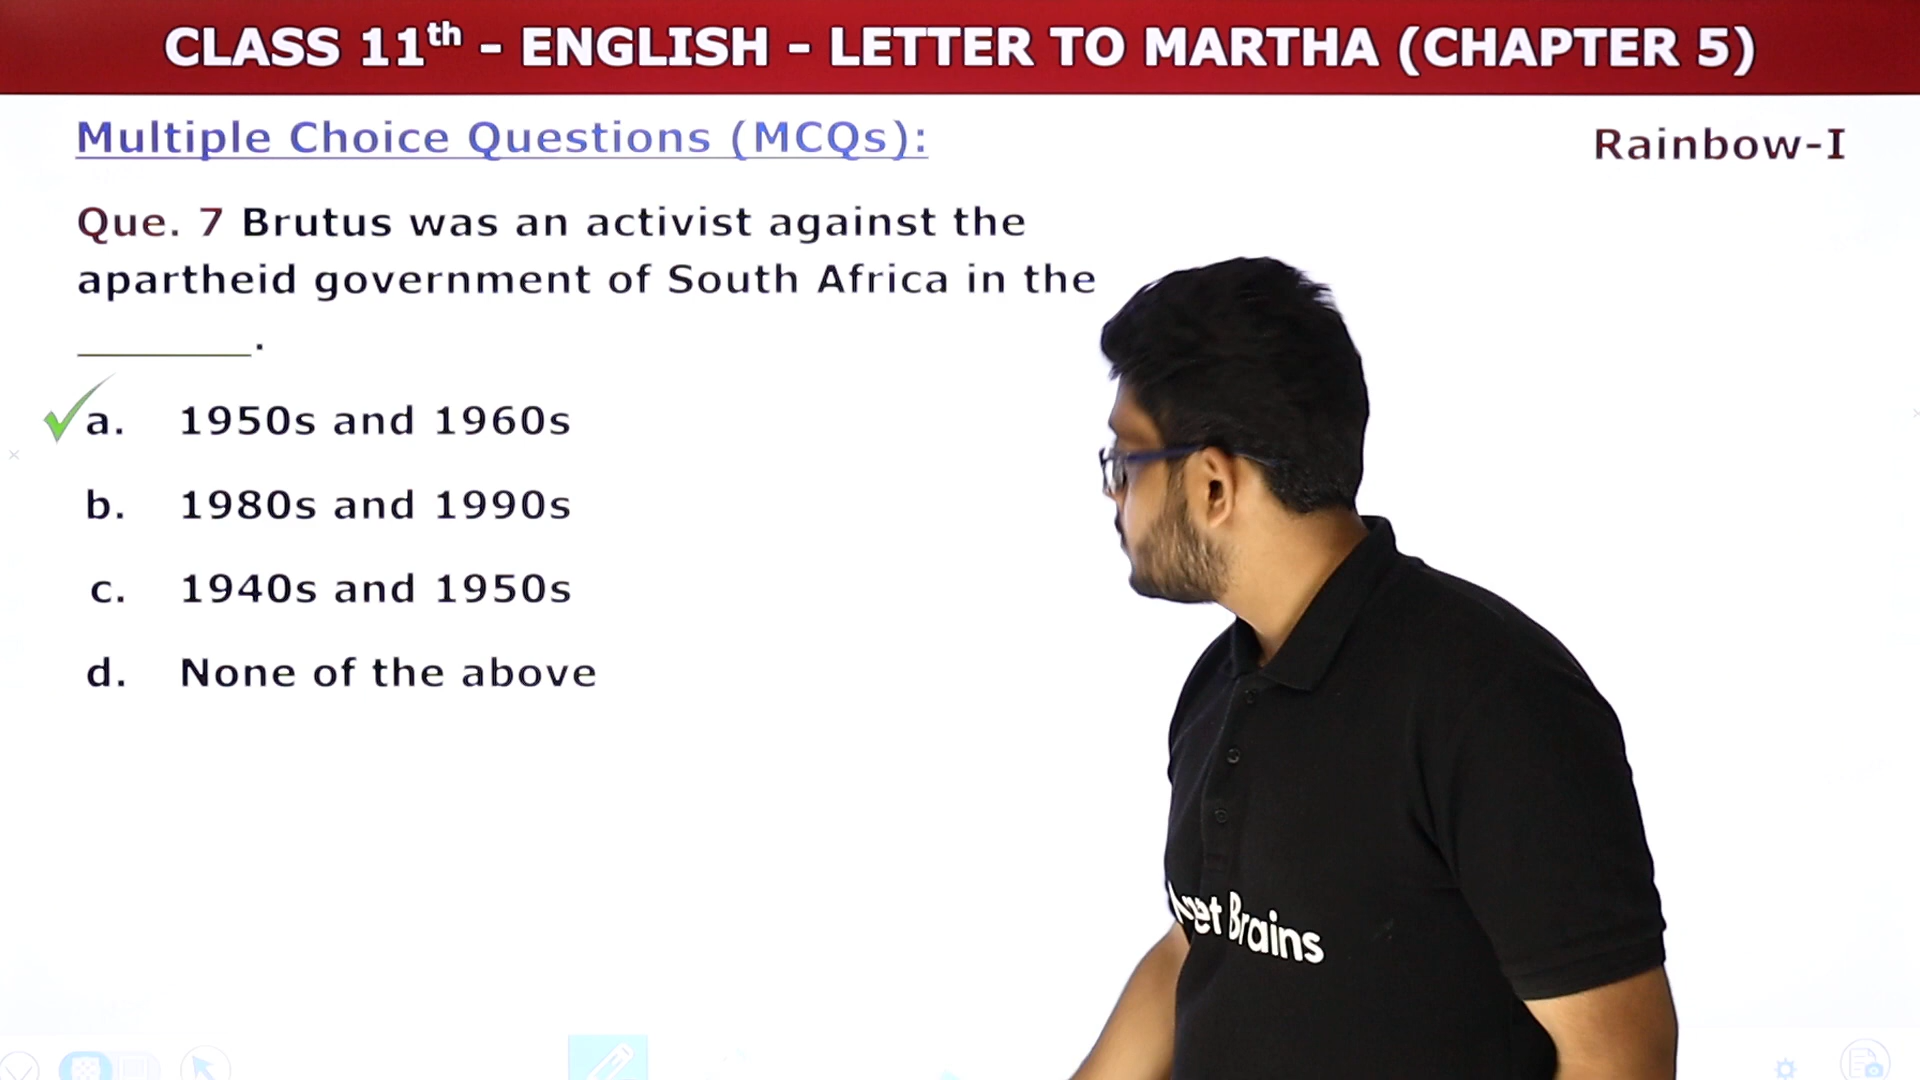 CLASS 11th - ENGLISH - LETTER TO MARTHA (CHAPTER 5)
Multiple Choice Questions (MCQs):
Rainbow-I
Que. 7 Brutus was an activist against the
apartheid government of South Africa in the
________.
a. 1950s and 1960s
b. 1980s and 1990s
c. 1940s and 1950s
d. None of the above
Brains